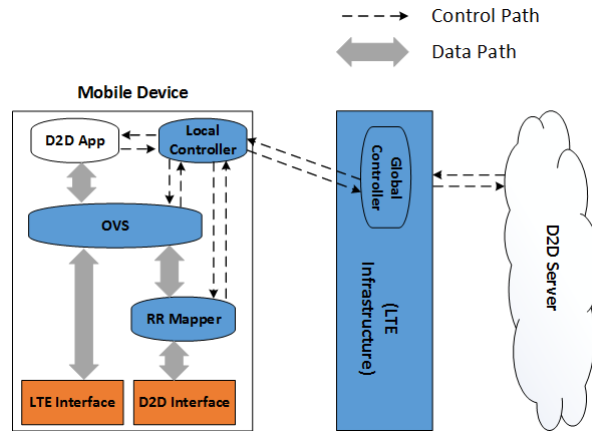 Control Path
Data Path
Mobile Device
D2D App
Local
Controller
OVS
RR Mapper
LTE Interface
D2D Interface
Global
Controller
(LTE
Infrastructure)
D2D Server